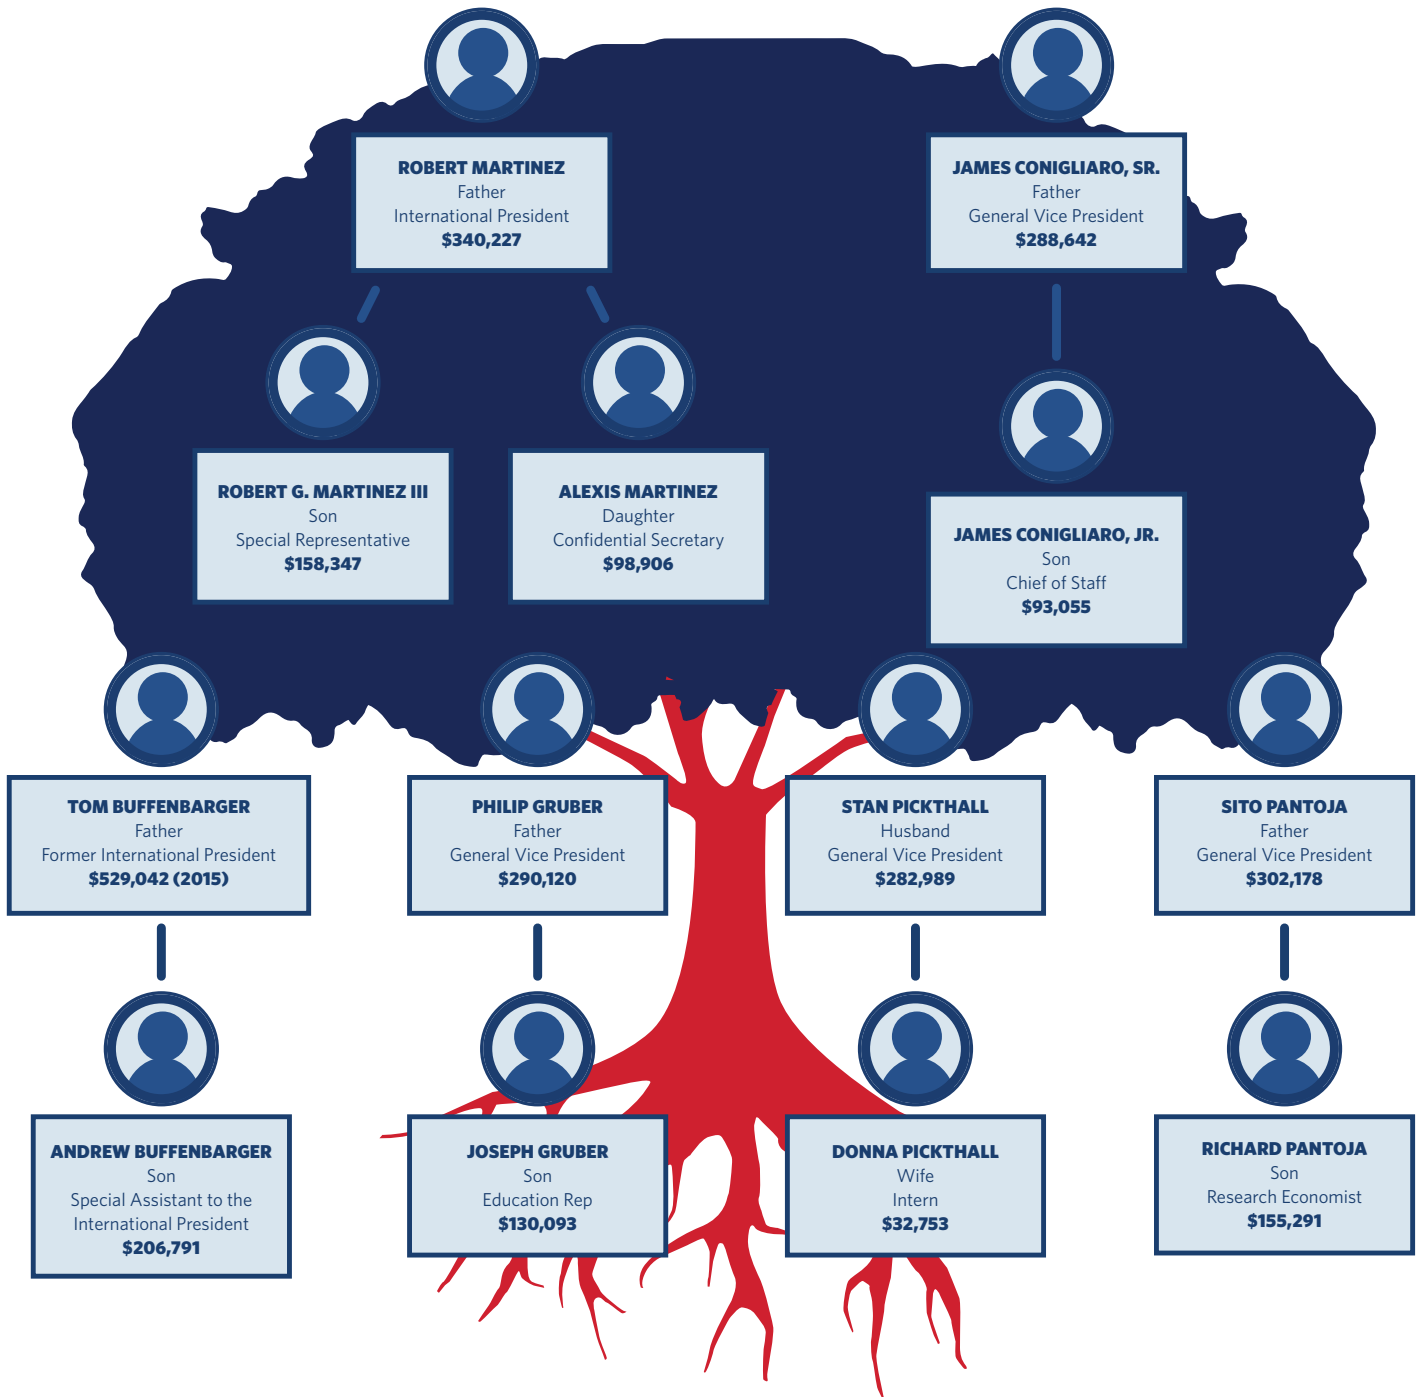 ROBERT MARTINEZ
Father
International President
$340,227
JAMES CONIGLIARO, SR.
Father
General Vice President
$288,642
ROBERT G. MARTINEZ III
Son
Special Representative
$158,347
ALEXIS MARTINEZ
Daughter
Confidential Secretary
$98,906
JAMES CONIGLIARO, JR.
Son
Chief of Staff
$93,055
TOM BUFFENBARGER
Father
Former International President
$529,042 (2015)
PHILIP GRUBER
Father
General Vice President
$290,120
STAN PICKTHALL
Husband
General Vice President
$282,989
SITO PANTOJA
Father
General Vice President
$302,178
ANDREW BUFFENBARGER
Son
Special Assistant to the
International President
$206,791
JOSEPH GRUBER
Son
Education Rep
$130,093
DONNA PICKTHALL
Wife
Intern
$32,753
RICHARD PANTOJA
Son
Research Economist
$155,291